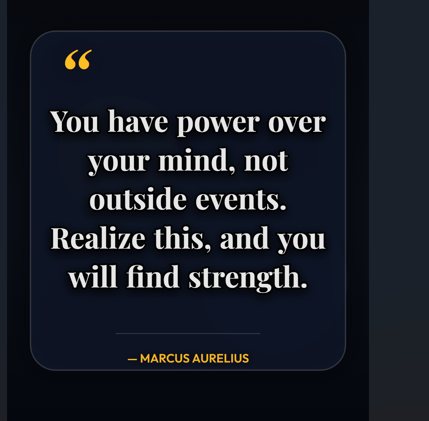 “
You have power over
your mind, not
outside events.
Realize this, and you
will find strength.
— MARCUS AURELIUS